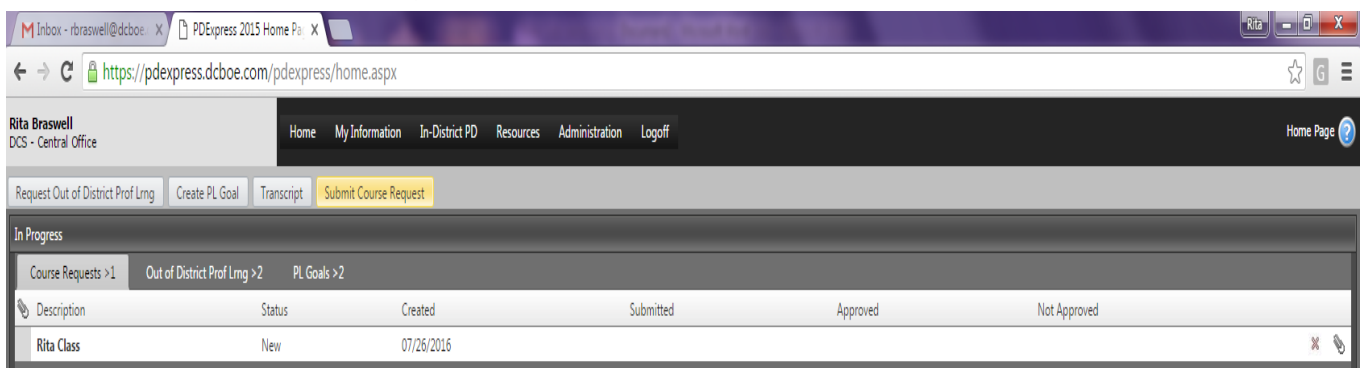 Inbox - rbraswell@dcboe. PDExpress 2015 Home Pa Rita
https://pdexpress.dcboe.com/pdexpress/home.aspx G
Rita Braswell
DCS - Central Office
Home My Information In-District PD Resources Administration Logoff Home Page ?
Request Out of District Prof Lrng Create PL Goal Transcript Submit Course Request
In Progress
Course Requests >1 Out of District Prof Lrng >2 PL Goals >2
Description Status Created Submitted Approved Not Approved
Rita Class New 07/26/2016